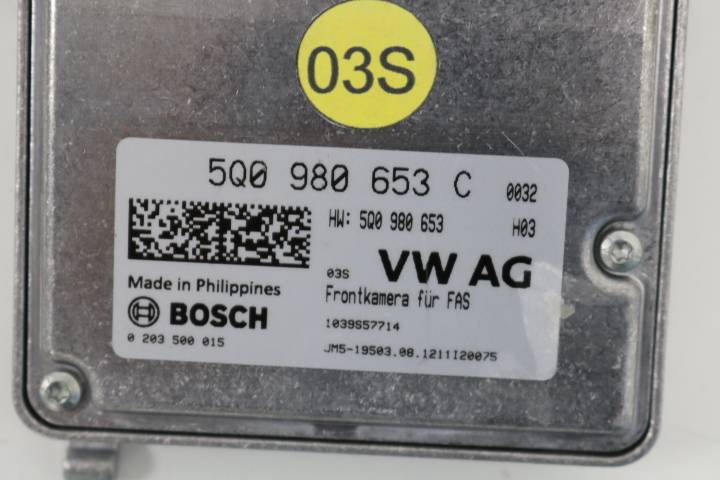 03S
5Q0 980 653 C 0032
HW: 5Q0 980 653 H03
03S VW AG
Made in Philippines
Frontkamera für FAS
BOSCH
1039S57714
0 203 500 015
JM5-19503.08.1211I20075